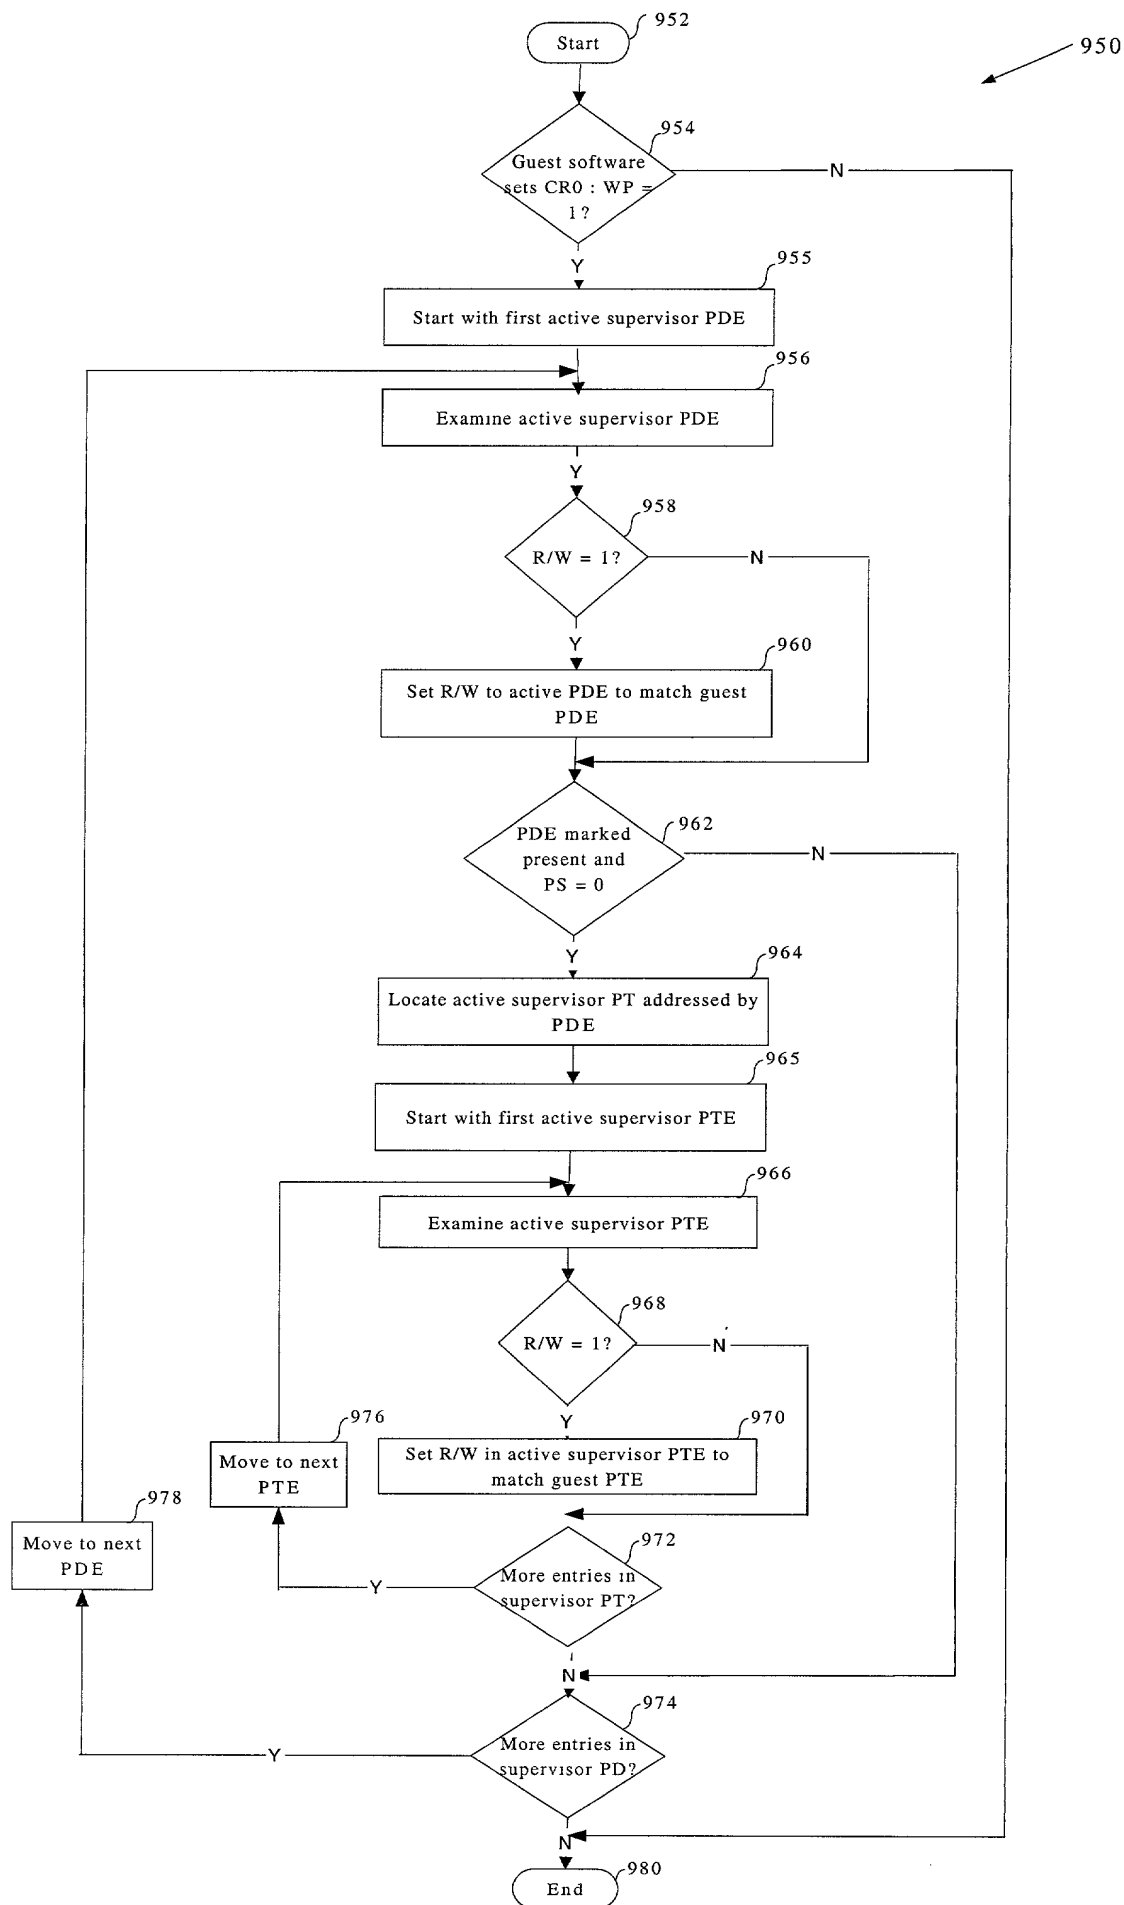 952
Start
950
954
Guest software
sets CR0 : WP =
1?
N
Y
955
Start with first active supervisor PDE
956
Examine active supervisor PDE
Y
958
R/W = 1?
N
Y
960
Set R/W to active PDE to match guest
PDE
962
PDE marked
present and
PS = 0
N
Y
964
Locate active supervisor PT addressed by
PDE
965
Start with first active supervisor PTE
966
Examine active supervisor PTE
968
R/W = 1?
N
Y
970
Set R/W in active supervisor PTE to
match guest PTE
976
Move to next
PTE
978
Move to next
PDE
972
More entries in
supervisor PT?
Y
N
974
More entries in
supervisor PD?
Y
N
980
End